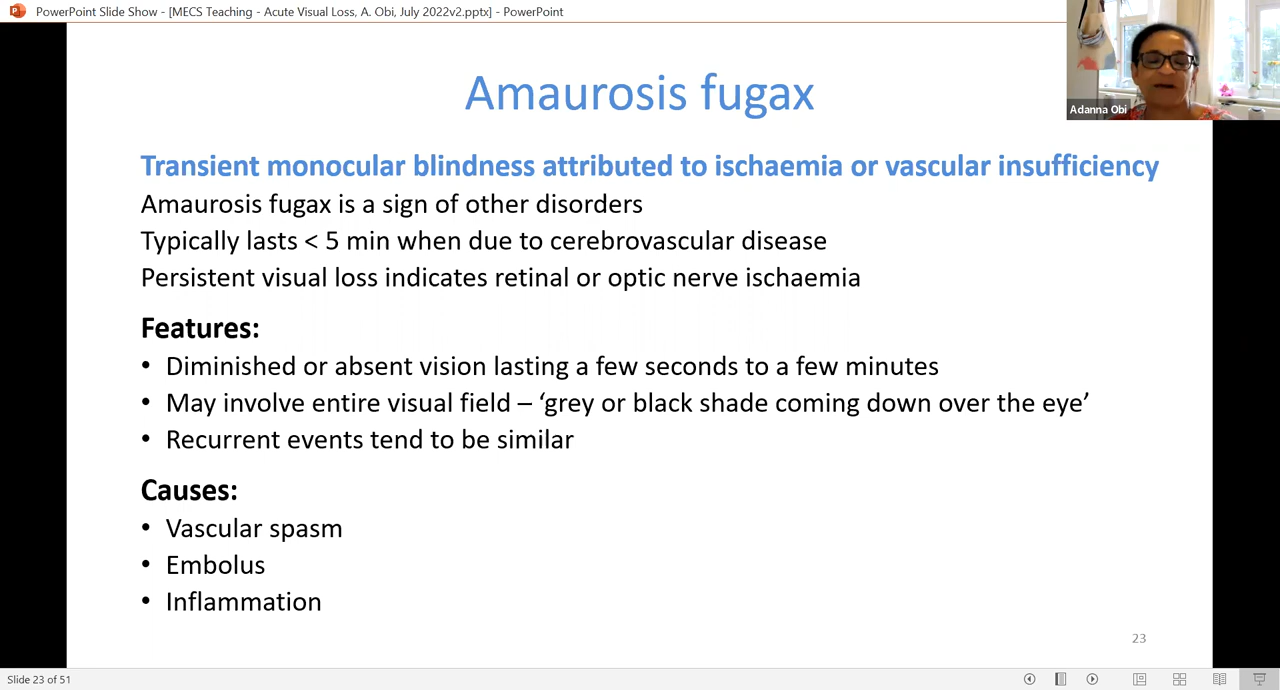 PowerPoint Slide Show - [MECS Teaching - Acute Visual Loss, A. Obi, July 2022v2.pptx] - PowerPoint
Adanna Obi
Amaurosis fugax
Transient monocular blindness attributed to ischaemia or vascular insufficiency
Amaurosis fugax is a sign of other disorders
Typically lasts < 5 min when due to cerebrovascular disease
Persistent visual loss indicates retinal or optic nerve ischaemia
Features:
• Diminished or absent vision lasting a few seconds to a few minutes
• May involve entire visual field – ‘grey or black shade coming down over the eye’
• Recurrent events tend to be similar
Causes:
• Vascular spasm
• Embolus
• Inflammation
23
Slide 23 of 51